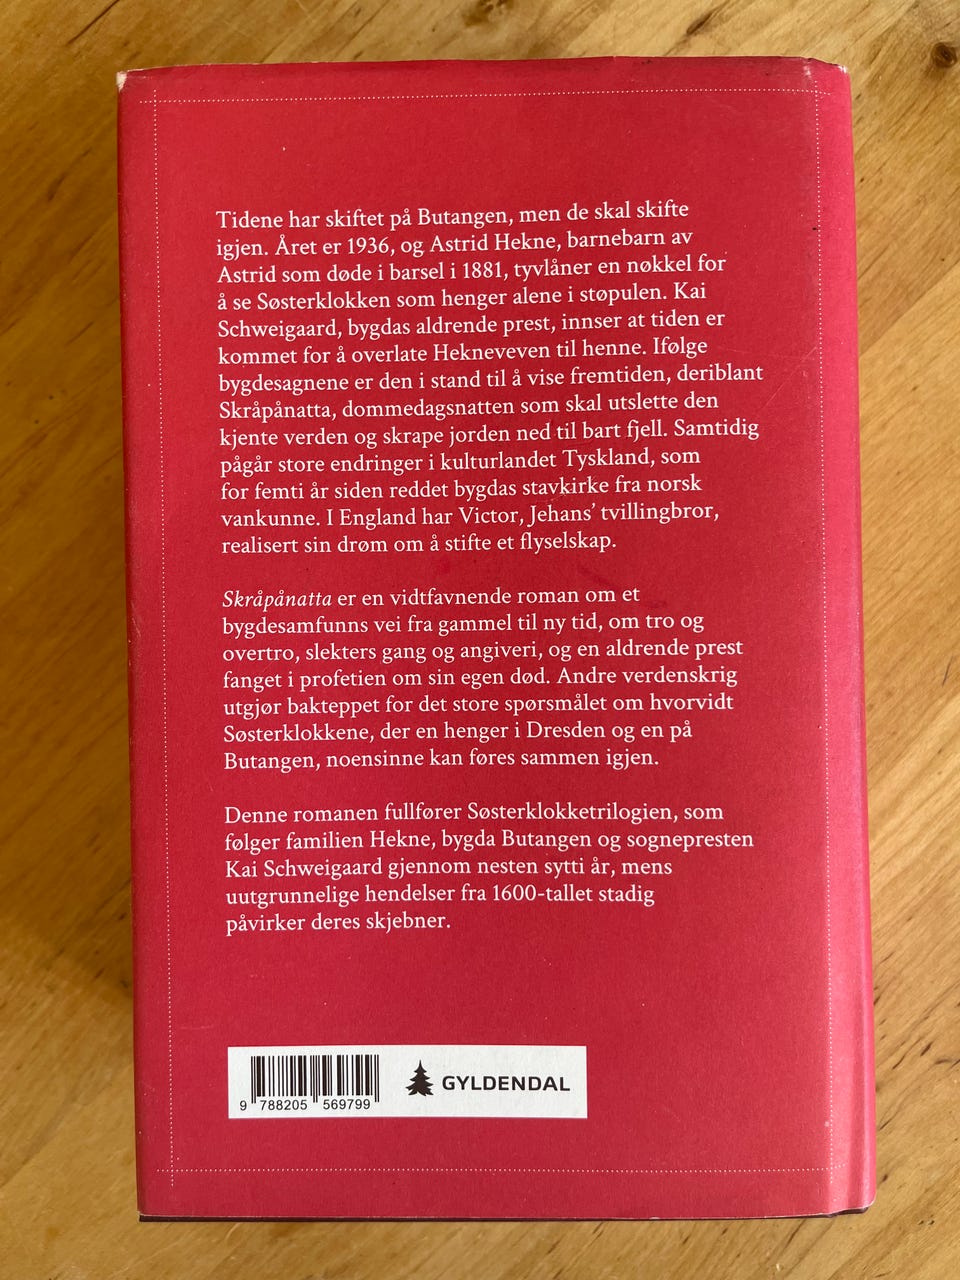 Tidene har skiftet på Butangen, men de skal skifte
igjen. Året er 1936, og Astrid Hekne, barnebarn av
Astrid som døde i barsel i 1881, tyvlåner en nøkkel for
å se Søsterklokken som henger alene i støpulen. Kai
Schweigaard, bygdas aldrende prest, innser at tiden er
kommet for å overlate Hekneveven til henne. Ifølge
bygdesagnene er den i stand til å vise fremtiden, deriblant
Skråpånatta, dommedagsnatten som skal utslette den
kjente verden og skrape jorden ned til bart fjell. Samtidig
pågår store endringer i kulturlandet Tyskland, som
for femti år siden reddet bygdas stavkirke fra norsk
vankunne. I England har Victor, Jehans’ tvillingbror,
realisert sin drøm om å stifte et flyselskap.
Skråpånatta er en vidtfavnende roman om et
bygdesamfunns vei fra gammel til ny tid, om tro og
overtro, slekters gang og angiveri, og en aldrende prest
fanget i profetien om sin egen død. Andre verdenskrig
utgjør bakteppet for det store spørsmålet om hvorvidt
Søsterklokkene, der en henger i Dresden og en på
Butangen, noensinne kan føres sammen igjen.
Denne romanen fullfører Søsterklokketrilogien, som
følger familien Hekne, bygda Butangen og sognepresten
Kai Schweigaard gjennom nesten sytti år, mens
uutgrunnelige hendelser fra 1600-tallet stadig
påvirker deres skjebner.
GYLDENDAL
9 788205 569799